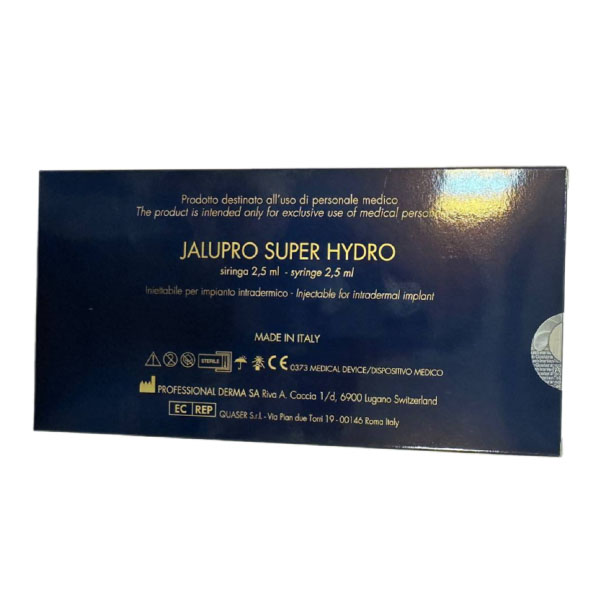 Prodotto destinato all'uso di personale medico
The product is intended only for exclusive use of medical
JALUPRO SUPER HYDRO
siringa 2,5 ml - syringe 2,5 ml
Iniettabile per impianto intradermico - Injectable for intradermal implant
MADE IN ITALY
STERILE CE 0373 MEDICAL DEVICE/DISPOSITIVO MEDICO
PROFESSIONAL DERMA SA Riva A. Caccia 1/d, 6900 Lugano Switzerland
EC REP QUASER S.r.l. - Via Pian due Torri 19 - 00146 Roma Italy